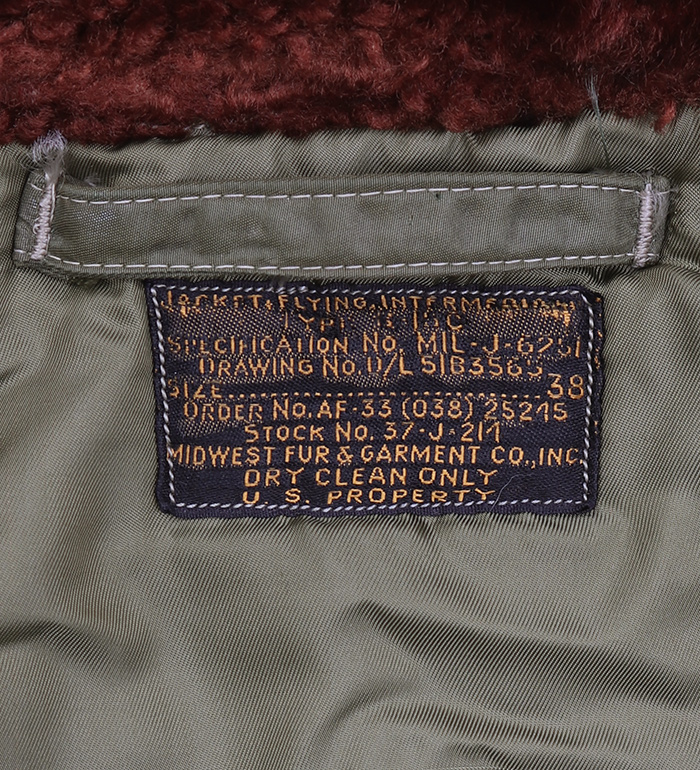 JACKET, FLYING, INTERMEDIATE
TYPE B-15C
SPECIFICATION No. MIL-J-6251
DRAWING No. D/L 51B3565
SIZE 38
ORDER No. AF-33 (038) 25245
STOCK No. 37-J-211
MIDWEST FUR & GARMENT CO., INC.
DRY CLEAN ONLY
U. S. PROPERTY